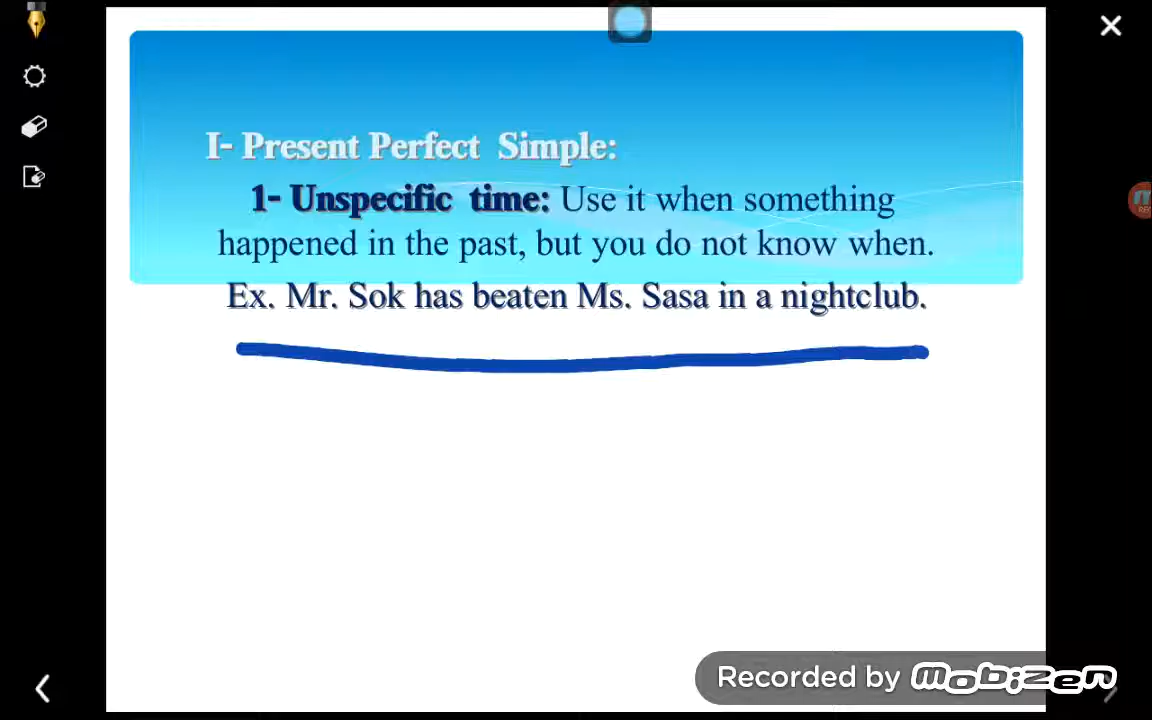 I- Present Perfect Simple:
1- Unspecific time: Use it when something
happened in the past, but you do not know when.
Ex. Mr. Sok has beaten Ms. Sasa in a nightclub.
Recorded by mobizen